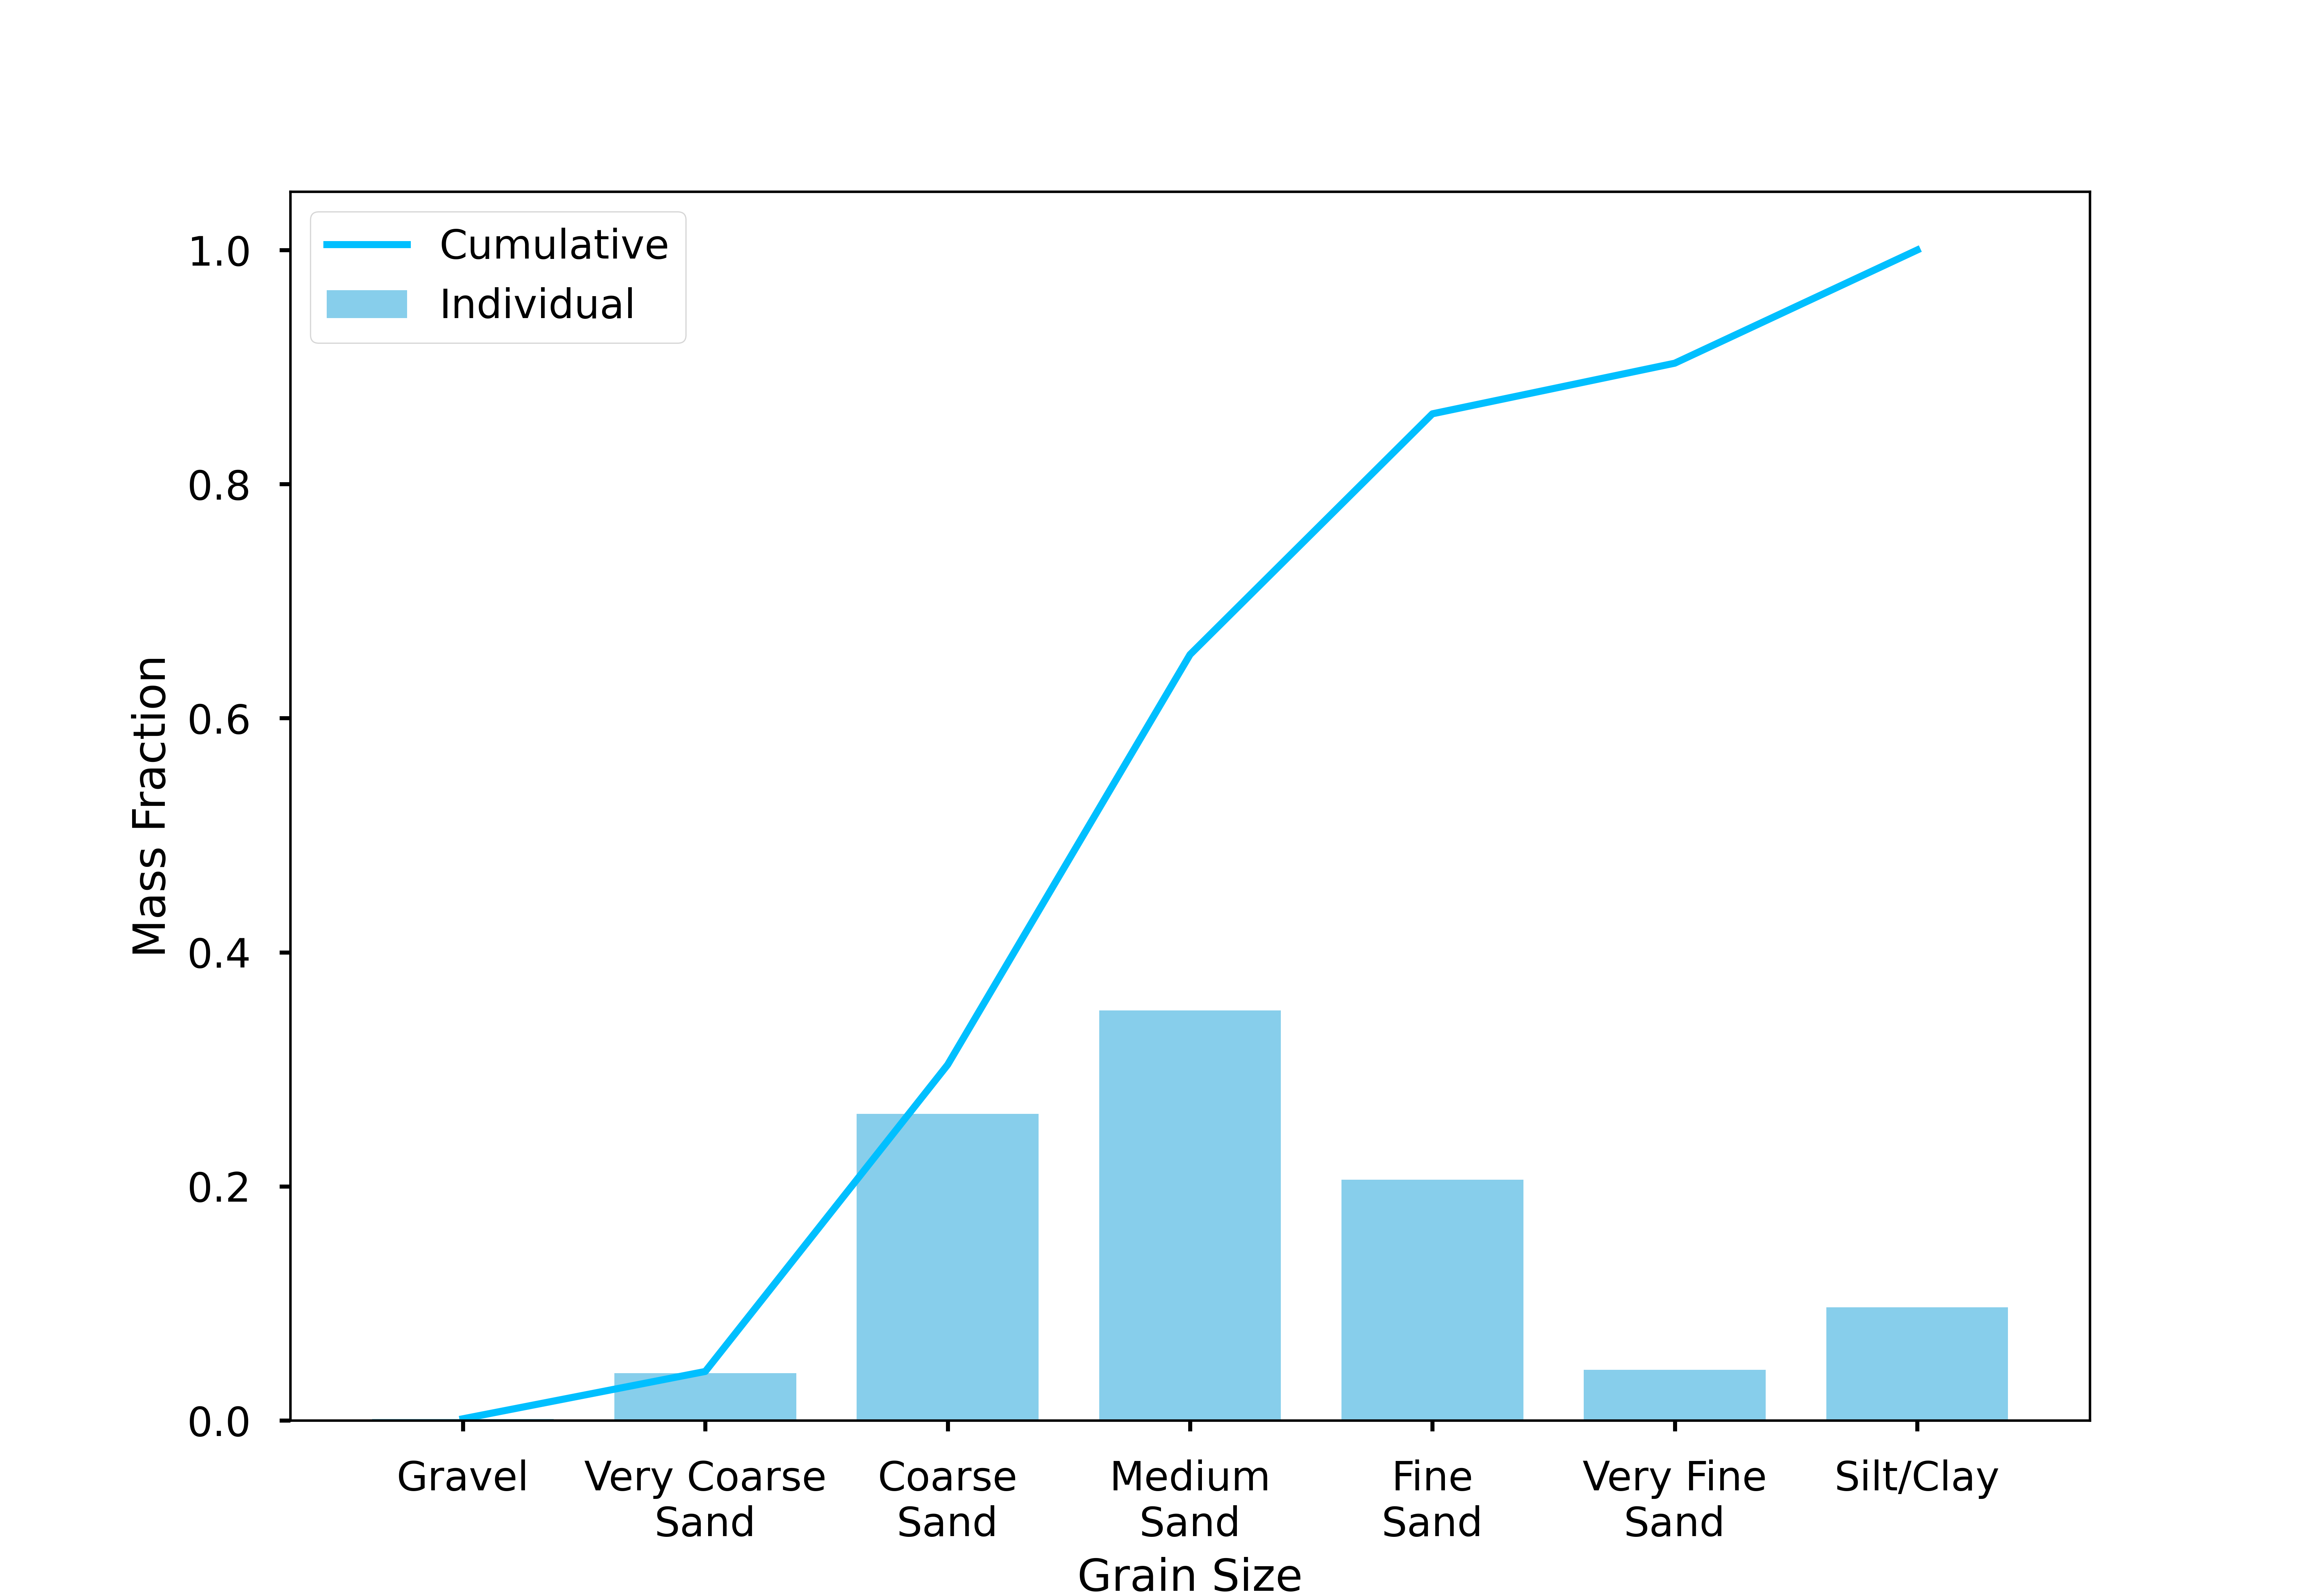 Cumulative
Individual
1.0
0.8
0.6
0.4
0.2
0.0
Mass Fraction
Gravel
Very Coarse
Sand
Coarse
Sand
Medium
Sand
Fine
Sand
Very Fine
Sand
Silt/Clay
Grain Size